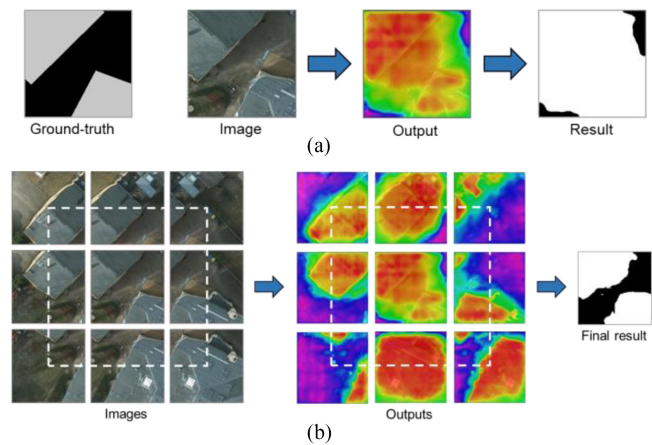 Ground-truth
Image
Output
Result
(a)
Final result
Images
Outputs
(b)